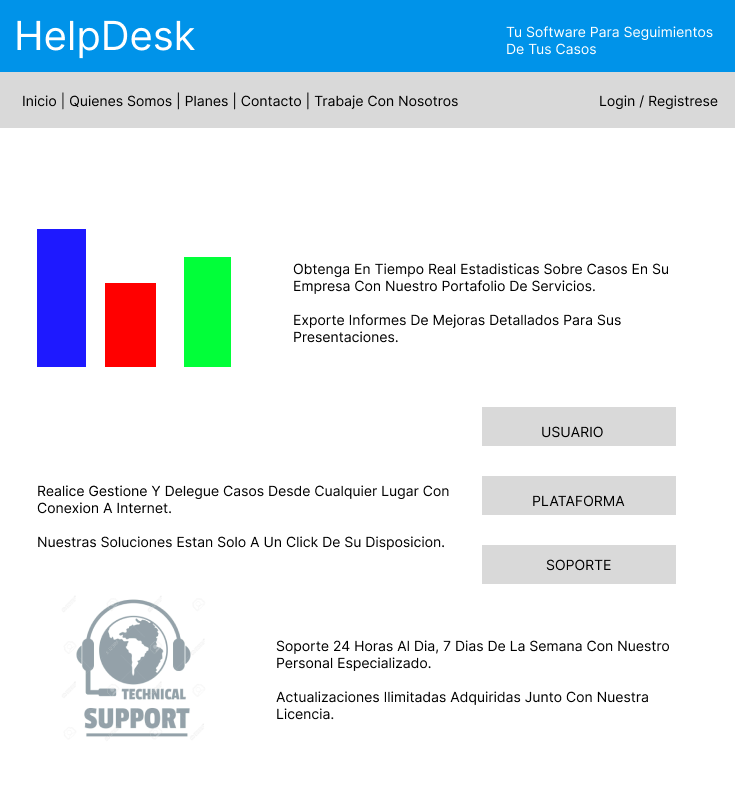 HelpDesk
Tu Software Para Seguimientos
De Tus Casos
Inicio | Quienes Somos | Planes | Contacto | Trabaje Con Nosotros
Login / Registrese
Obtenga En Tiempo Real Estadisticas Sobre Casos En Su
Empresa Con Nuestro Portafolio De Servicios.
Exporte Informes De Mejoras Detallados Para Sus
Presentaciones.
USUARIO
Realice Gestione Y Delegue Casos Desde Cualquier Lugar Con
Conexion A Internet.
PLATAFORMA
Nuestras Soluciones Estan Solo A Un Click De Su Disposicion.
SOPORTE
TECHNICAL
SUPPORT
Soporte 24 Horas Al Dia, 7 Dias De La Semana Con Nuestro
Personal Especializado.
Actualizaciones Ilimitadas Adquiridas Junto Con Nuestra
Licencia.